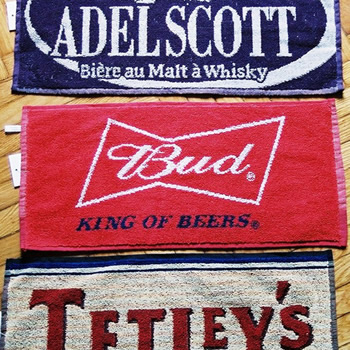 ADELSCOTT
Bière au Malt à Whisky
Bud®
KING OF BEERS®
TETLEY'S